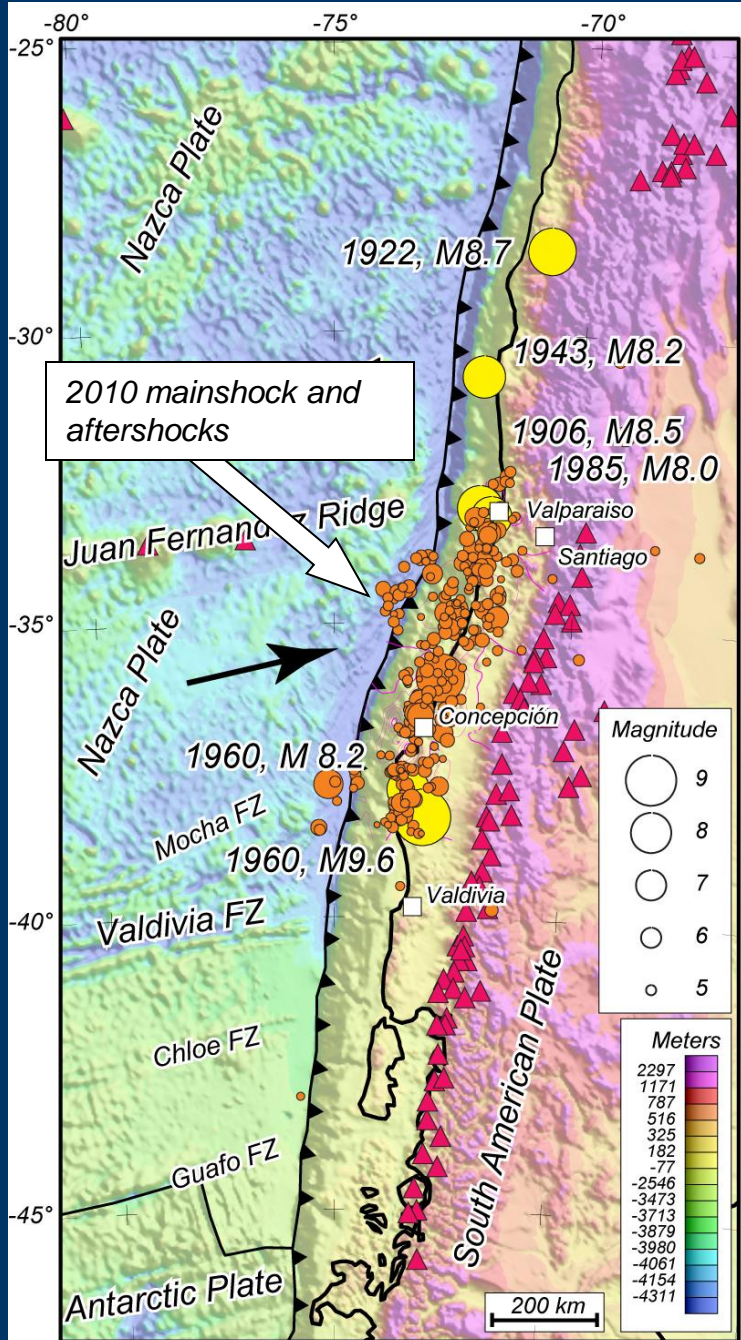 -80°
-75°
-70°
-25°
-30°
-35°
-40°
-45°
Nazca Plate
1922, M8.7
1943, M8.2
2010 mainshock and
aftershocks
1906, M8.5
1985, M8.0
Valparaiso
Santiago
Juan Fernandez Ridge
Nazca Plate
Concepción
1960, M 8.2
Mocha FZ
1960, M9.6
Valdivia
Valdivia FZ
Chloe FZ
Guafo FZ
South American Plate
Antarctic Plate
200 km
Magnitude
9
8
7
6
5
Meters
2297
1171
787
516
325
182
-77
-2546
-3473
-3713
-3879
-3980
-4061
-4154
-4311